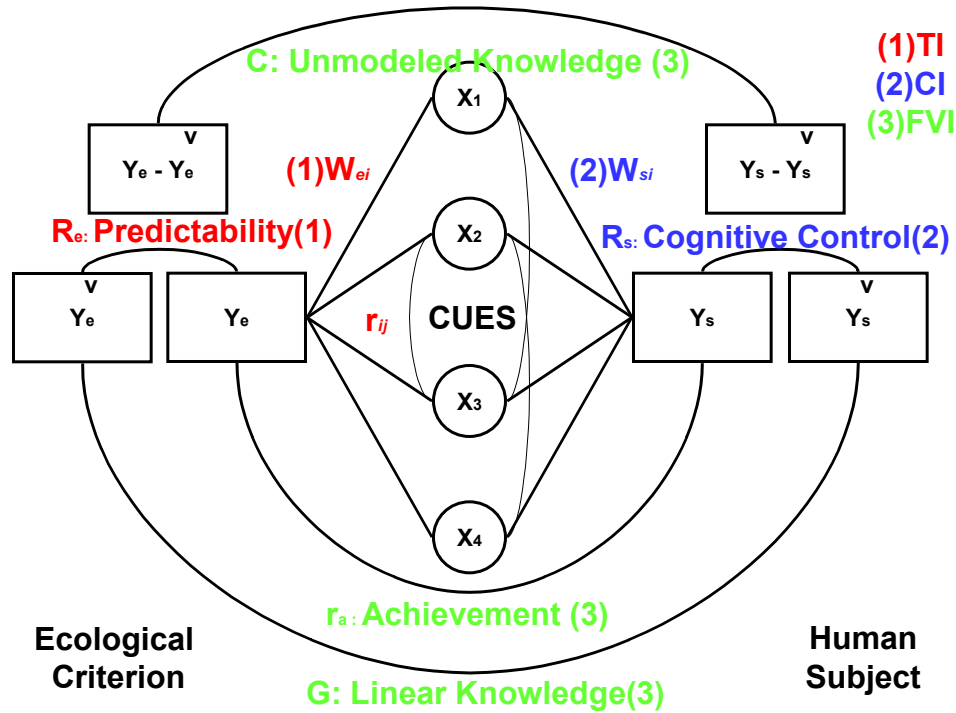 C: Unmodeled Knowledge (3)
(1)TI
(2)CI
(3)FVI
X1
v
Ye - Ye
(1)Wei
(2)Wsi
v
Ys - Ys
Re: Predictability(1)
X2
Rs: Cognitive Control(2)
v
Ye
Ye
rij
CUES
Ys
v
Ys
X3
X4
ra : Achievement (3)
Ecological
Criterion
Human
Subject
G: Linear Knowledge(3)